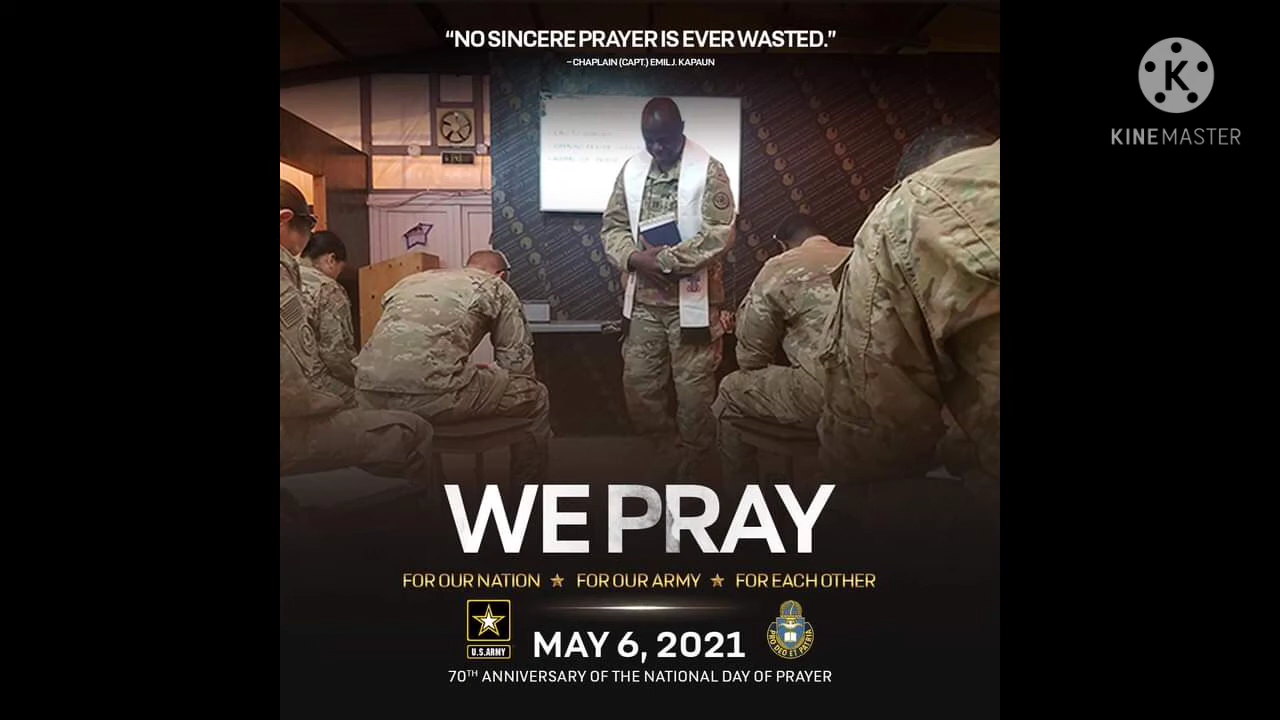 “NO SINCERE PRAYER IS EVER WASTED.”
– CHAPLAIN (CAPT.) EMIL J. KAPAUN
K
KINEMASTER
WE PRAY
FOR OUR NATION ★ FOR OUR ARMY ★ FOR EACH OTHER
U.S.ARMY
PRO DEO ET PATRIA
MAY 6, 2021
70TH ANNIVERSARY OF THE NATIONAL DAY OF PRAYER